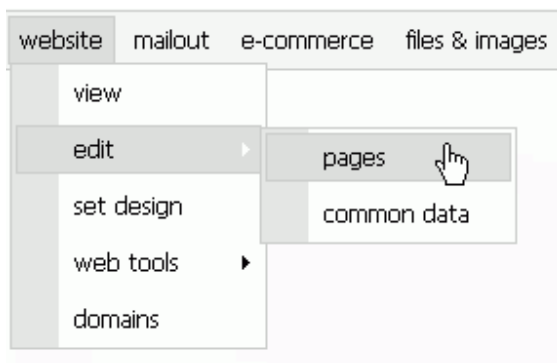 website mailout e-commerce files & images
view
edit
pages
set design
common data
web tools
domains